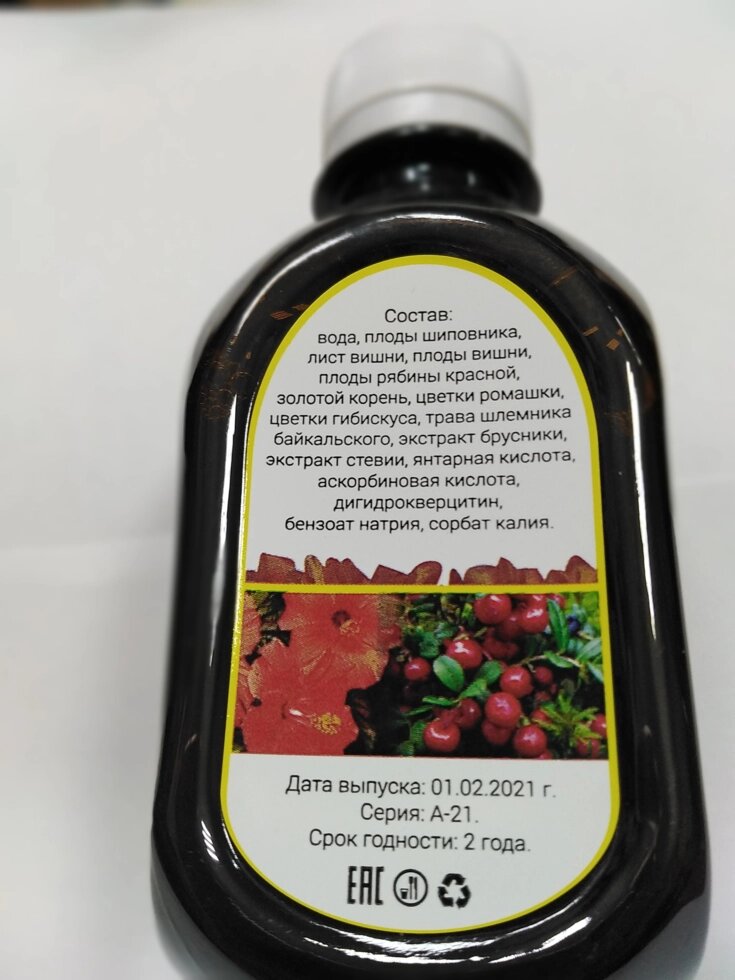 Состав:
вода, плоды шиповника,
лист вишни, плоды вишни,
плоды рябины красной,
золотой корень, цветки ромашки,
цветки гибискуса, трава шлемника
байкальского, экстракт брусники,
экстракт стевии, янтарная кислота,
аскорбиновая кислота,
дигидрокверцитин,
бензоат натрия, сорбат калия.
Дата выпуска: 01.02.2021 г.
Серия: А-21.
Срок годности: 2 года.
ЕАС